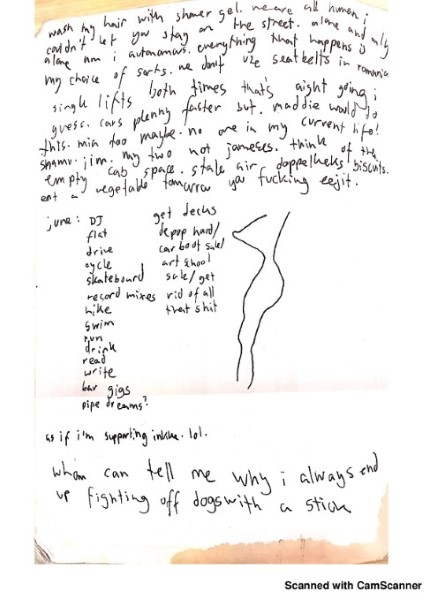 wash my hair with shower gel. we are all human. i
couldn't let you stay on the street. alone and only
alone am i autonomous. everything that happens is
my choice of sorts. we don't use seatbelts in romania
single lifts both times that's aight going i
guess. cars plenny faster but. maddie would do
this. mia too maybe. no one in my current life!
shamu. jim. my two not jameses. think of the
empty cab space. stale air. doppelkeks biscuits.
eat a vegetable tomorrow you fucking eejit.
june: DJ get decks
flat depop hard/
drive car boot sale/
cycle art school
skateboard sale/get
record mixes rid of all
hike that shit
swim
run
drink
read
write
bar gigs
pipe dreams?
as if i'm supporting lol.
whom can tell me why i always end
up fighting off dogs with a stick
Scanned with CamScanner